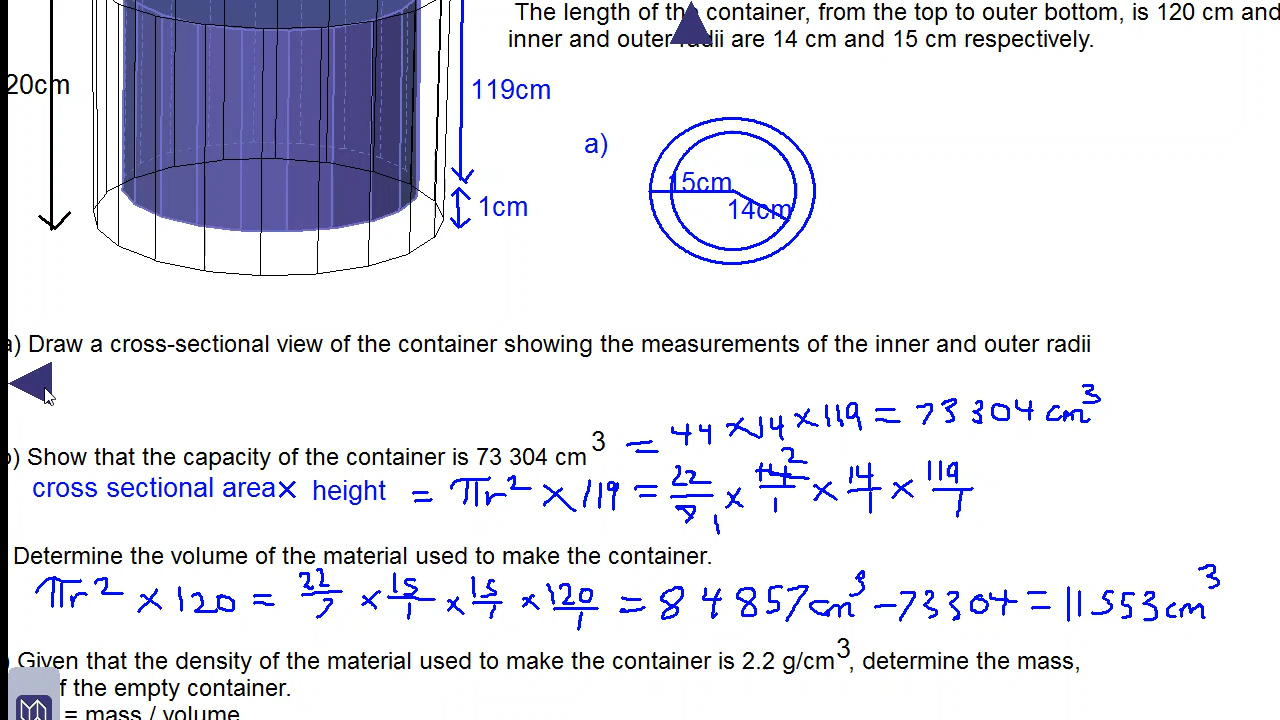 The length of the container, from the top to outer bottom, is 120 cm and
inner and outer radii are 14 cm and 15 cm respectively.
20cm
119cm
a)
15cm
1cm
14cm
a) Draw a cross-sectional view of the container showing the measurements of the inner and outer radii
= 44 × 14 × 119 = 73304 cm³
) Show that the capacity of the container is 73 304 cm³
cross sectional area × height = πr² × 119 = 22/7 × 14/1 × 14/1 × 119/1
2
1
Determine the volume of the material used to make the container.
πr² × 120 = 22/7 × 15/1 × 15/1 × 120/1 = 84857cm³ − 73304 = 11553cm³
) Given that the density of the material used to make the container is 2.2 g/cm³, determine the mass,
f the empty container.
= mass / volume